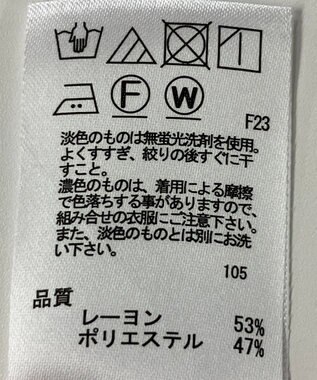 F W
F23
淡色のものは無蛍光洗剤を使用。
よくすすぎ、絞りの後すぐに干
すこと。
濃色のものは、着用による摩擦
で色落ちする事がありますので、
組み合せの衣服にご注意下さい。
また、淡色のものとは別にお洗
い下さい。
105
品質
レーヨン 53%
ポリエステル 47%